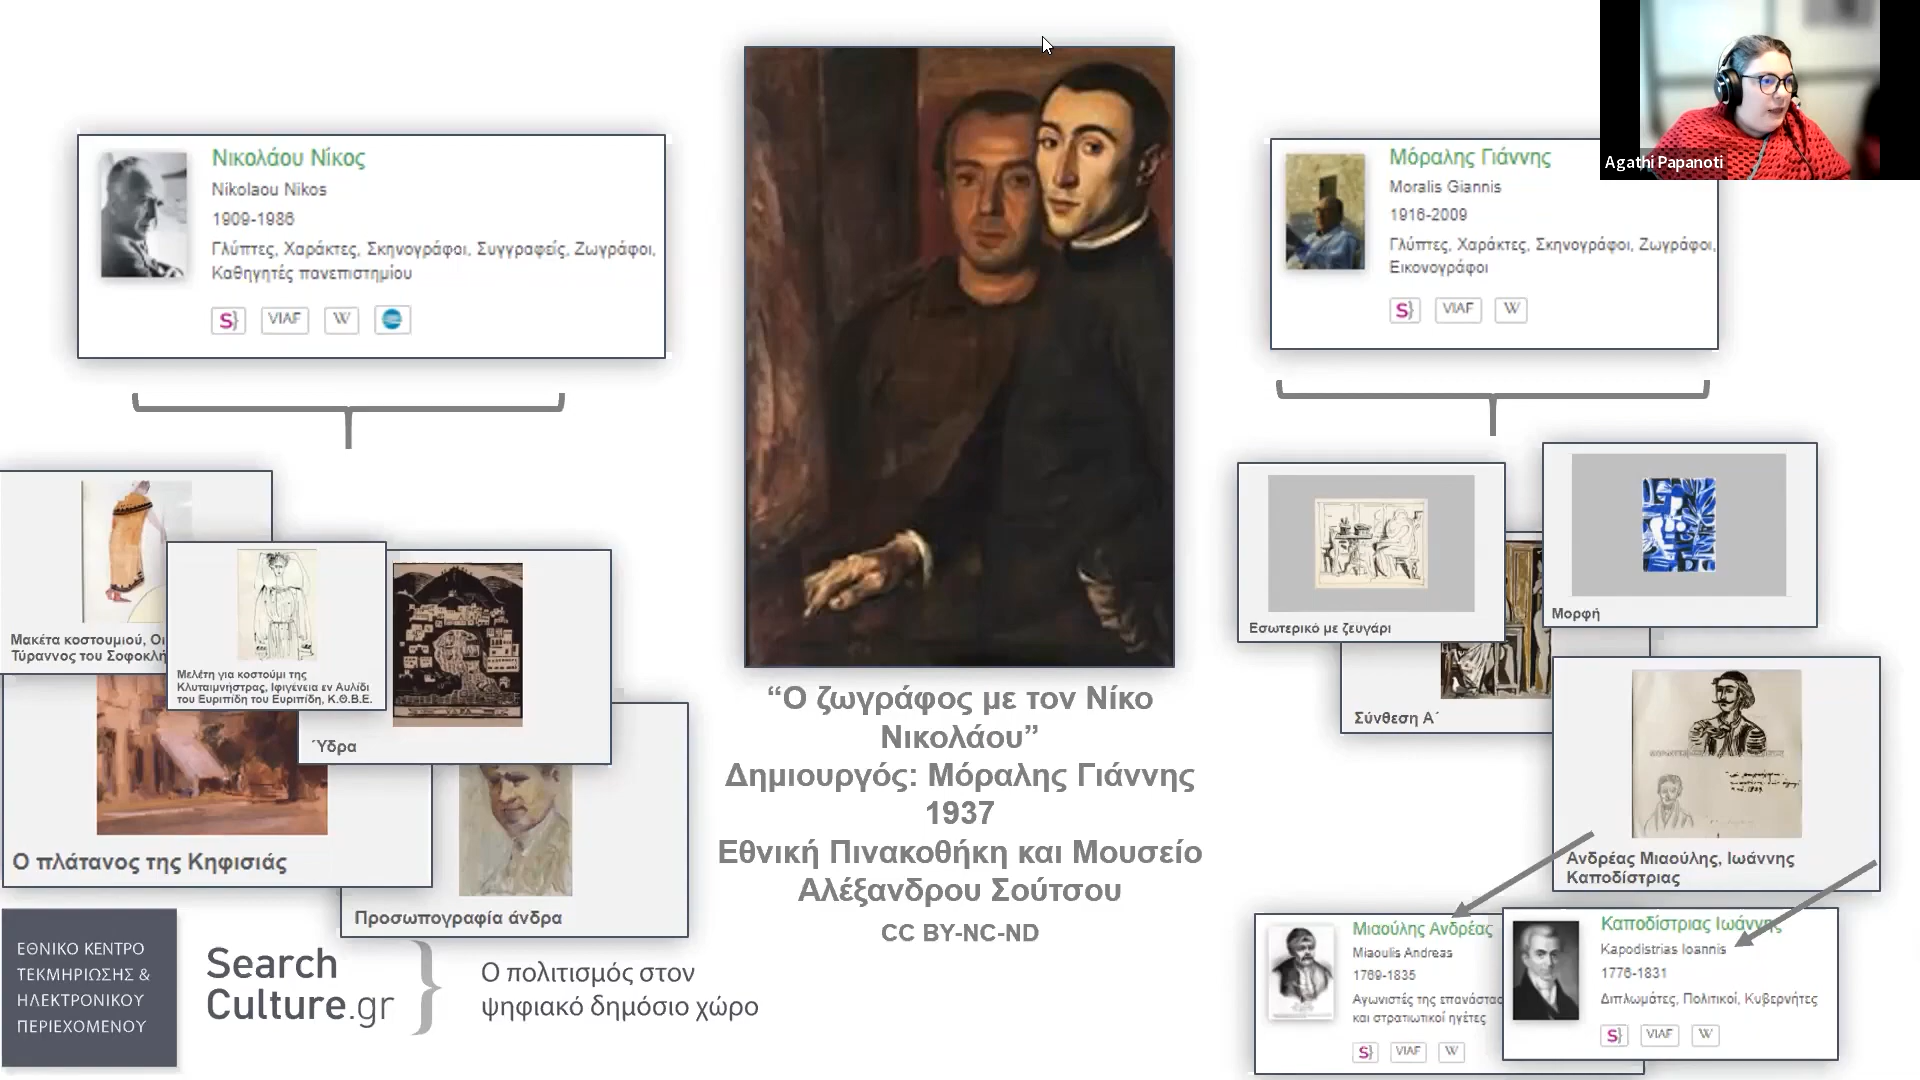 Νικολάου Νίκος
Nikolaou Nikos
1909-1986
Γλύπτες, Χαράκτες, Σκηνογράφοι, Συγγραφείς, Ζωγράφοι,
Καθηγητές πανεπιστημίου
S} VIAF W
Μόραλης Γιάννης
Moralis Giannis
1916-2009
Γλύπτες, Χαράκτες, Σκηνογράφοι, Ζωγράφοι,
Εικονογράφοι
S} VIAF W
Agathi Papanoti
Μακέτα κοστουμιού, Οι
Τύραννος του Σοφοκλή
Μελέτη για κοστούμι της
Κλυταιμνήστρας, Ιφιγένεια εν Αυλίδι
του Ευριπίδη του Ευριπίδη, Κ.Θ.Β.Ε.
Ύδρα
Ο πλάτανος της Κηφισιάς
Προσωπογραφία άνδρα
“Ο ζωγράφος με τον Νίκο
Νικολάου”
Δημιουργός: Μόραλης Γιάννης
1937
Εθνική Πινακοθήκη και Μουσείο
Αλέξανδρου Σούτσου
CC BY-NC-ND
Εσωτερικό με ζευγάρι
Μορφή
Σύνθεση Α΄
Ανδρέας Μιαούλης, Ιωάννης
Καποδίστριας
Μιαούλης Ανδρέας
Miaoulis Andreas
1769-1835
Αγωνιστές της επανάστασ
και στρατιωτικοί ηγέτες
S} VIAF W
Καποδίστριας Ιωάννης
Kapodistrias Ioannis
1776-1831
Διπλωμάτες, Πολιτικοί, Κυβερνήτες
S} VIAF W
ΕΘΝΙΚΟ ΚΕΝΤΡΟ
ΤΕΚΜΗΡΙΩΣΗΣ &
ΗΛΕΚΤΡΟΝΙΚΟΥ
ΠΕΡΙΕΧΟΜΕΝΟΥ
Search
Culture.gr
Ο πολιτισμός στον
ψηφιακό δημόσιο χώρο